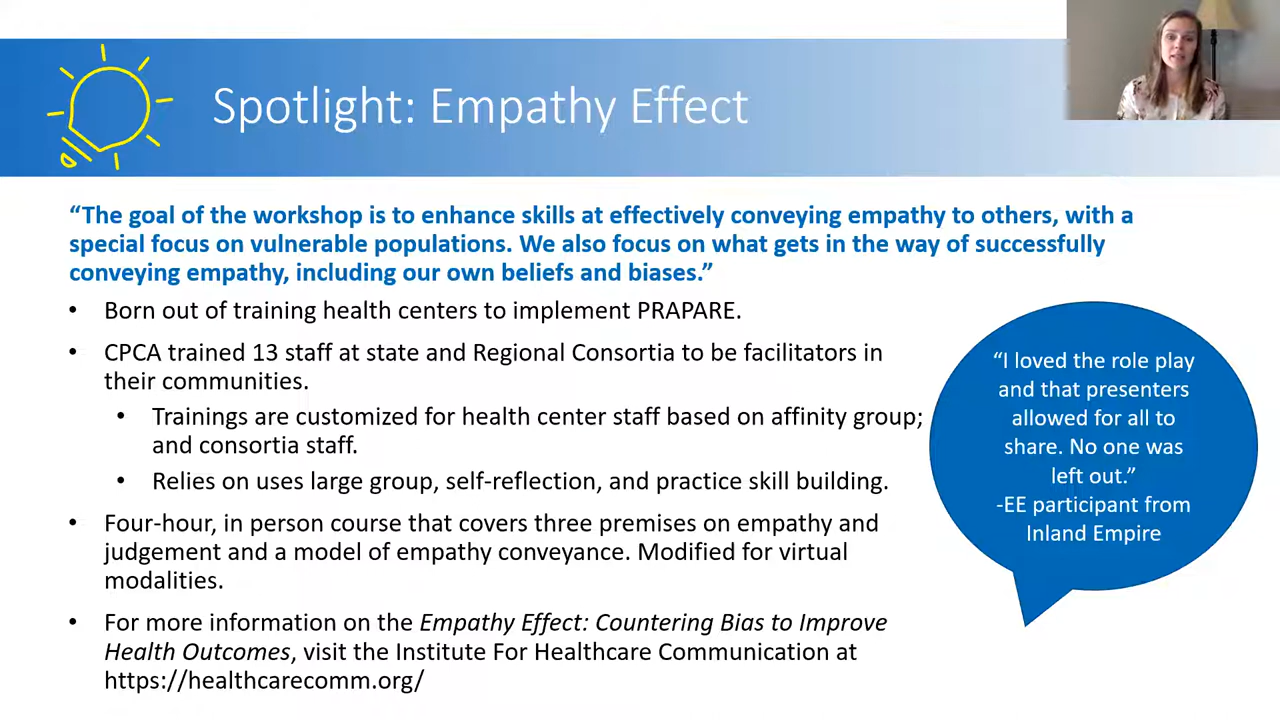 Spotlight: Empathy Effect
“The goal of the workshop is to enhance skills at effectively conveying empathy to others, with a
special focus on vulnerable populations. We also focus on what gets in the way of successfully
conveying empathy, including our own beliefs and biases.”
• Born out of training health centers to implement PRAPARE.
• CPCA trained 13 staff at state and Regional Consortia to be facilitators in
their communities.
• Trainings are customized for health center staff based on affinity group;
and consortia staff.
• Relies on uses large group, self-reflection, and practice skill building.
• Four-hour, in person course that covers three premises on empathy and
judgement and a model of empathy conveyance. Modified for virtual
modalities.
• For more information on the Empathy Effect: Countering Bias to Improve
Health Outcomes, visit the Institute For Healthcare Communication at
https://healthcarecomm.org/
“I loved the role play
and that presenters
allowed for all to
share. No one was
left out.”
-EE participant from
Inland Empire